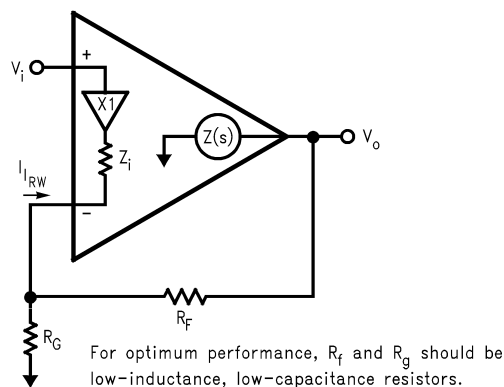 +
Vi
X1
Z(s)
Vo
Zi
IIRW
−
RF
RG
For optimum performance, Rf and Rg should be
low-inductance, low-capacitance resistors.